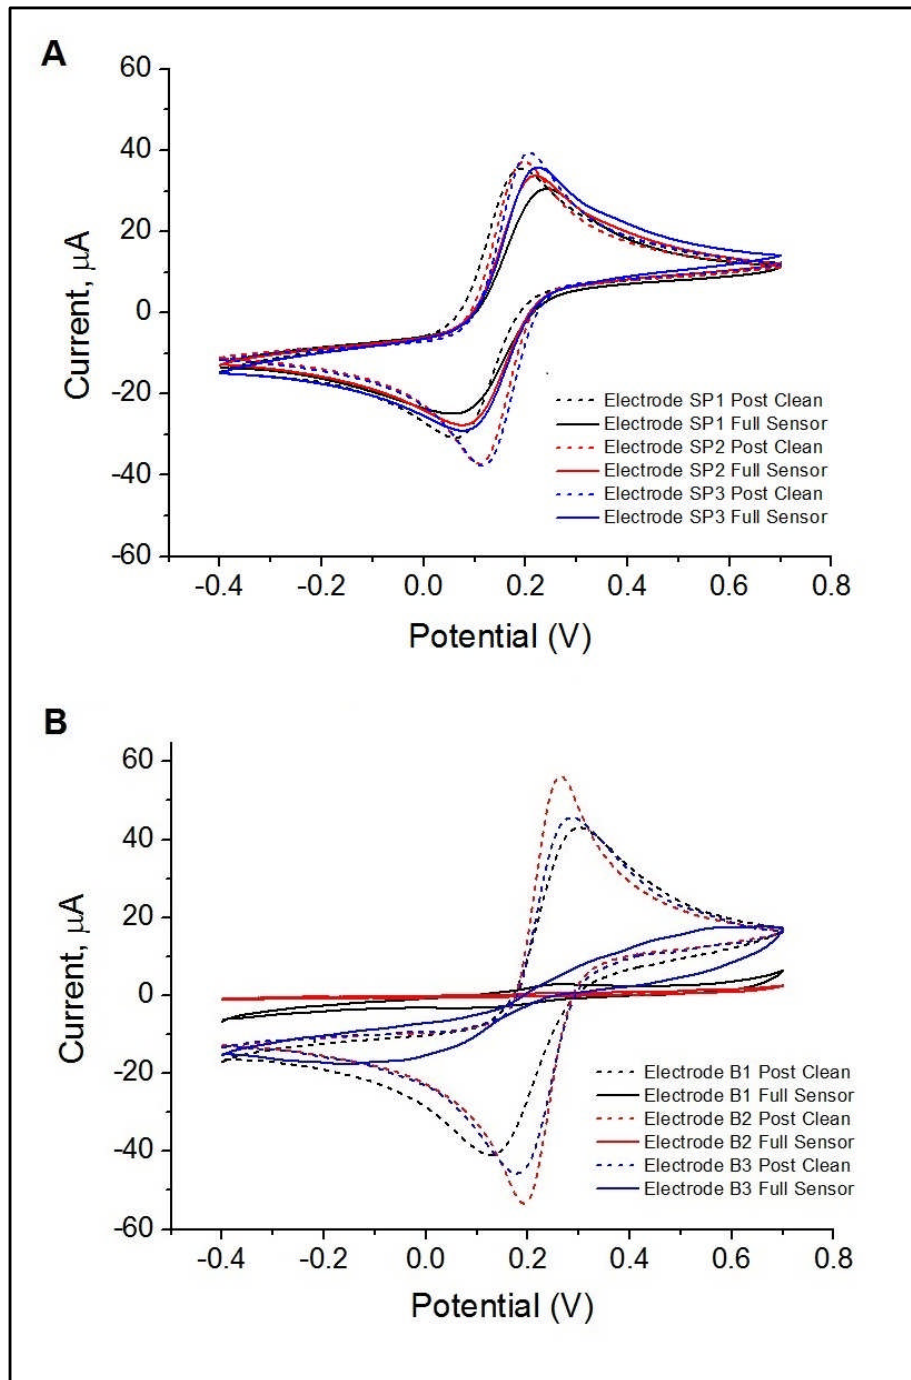 A
60
40
20
0
-20
-40
-60
Current, μA
Electrode SP1 Post Clean
Electrode SP1 Full Sensor
Electrode SP2 Post Clean
Electrode SP2 Full Sensor
Electrode SP3 Post Clean
Electrode SP3 Full Sensor
-0.4 -0.2 0.0 0.2 0.4 0.6 0.8
Potential (V)
B
60
40
20
0
-20
-40
-60
Current, μA
Electrode B1 Post Clean
Electrode B1 Full Sensor
Electrode B2 Post Clean
Electrode B2 Full Sensor
Electrode B3 Post Clean
Electrode B3 Full Sensor
-0.4 -0.2 0.0 0.2 0.4 0.6 0.8
Potential (V)